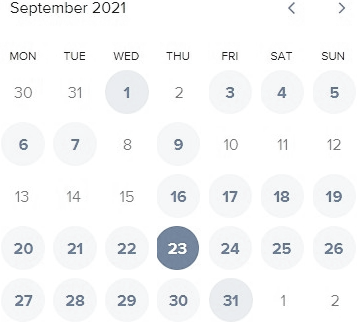 September 2021
MON TUE WED THU FRI SAT SUN
30 31 1 2 3 4 5
6 7 8 9 10 11 12
13 14 15 16 17 18 19
20 21 22 23 24 25 26
27 28 29 30 31 1 2